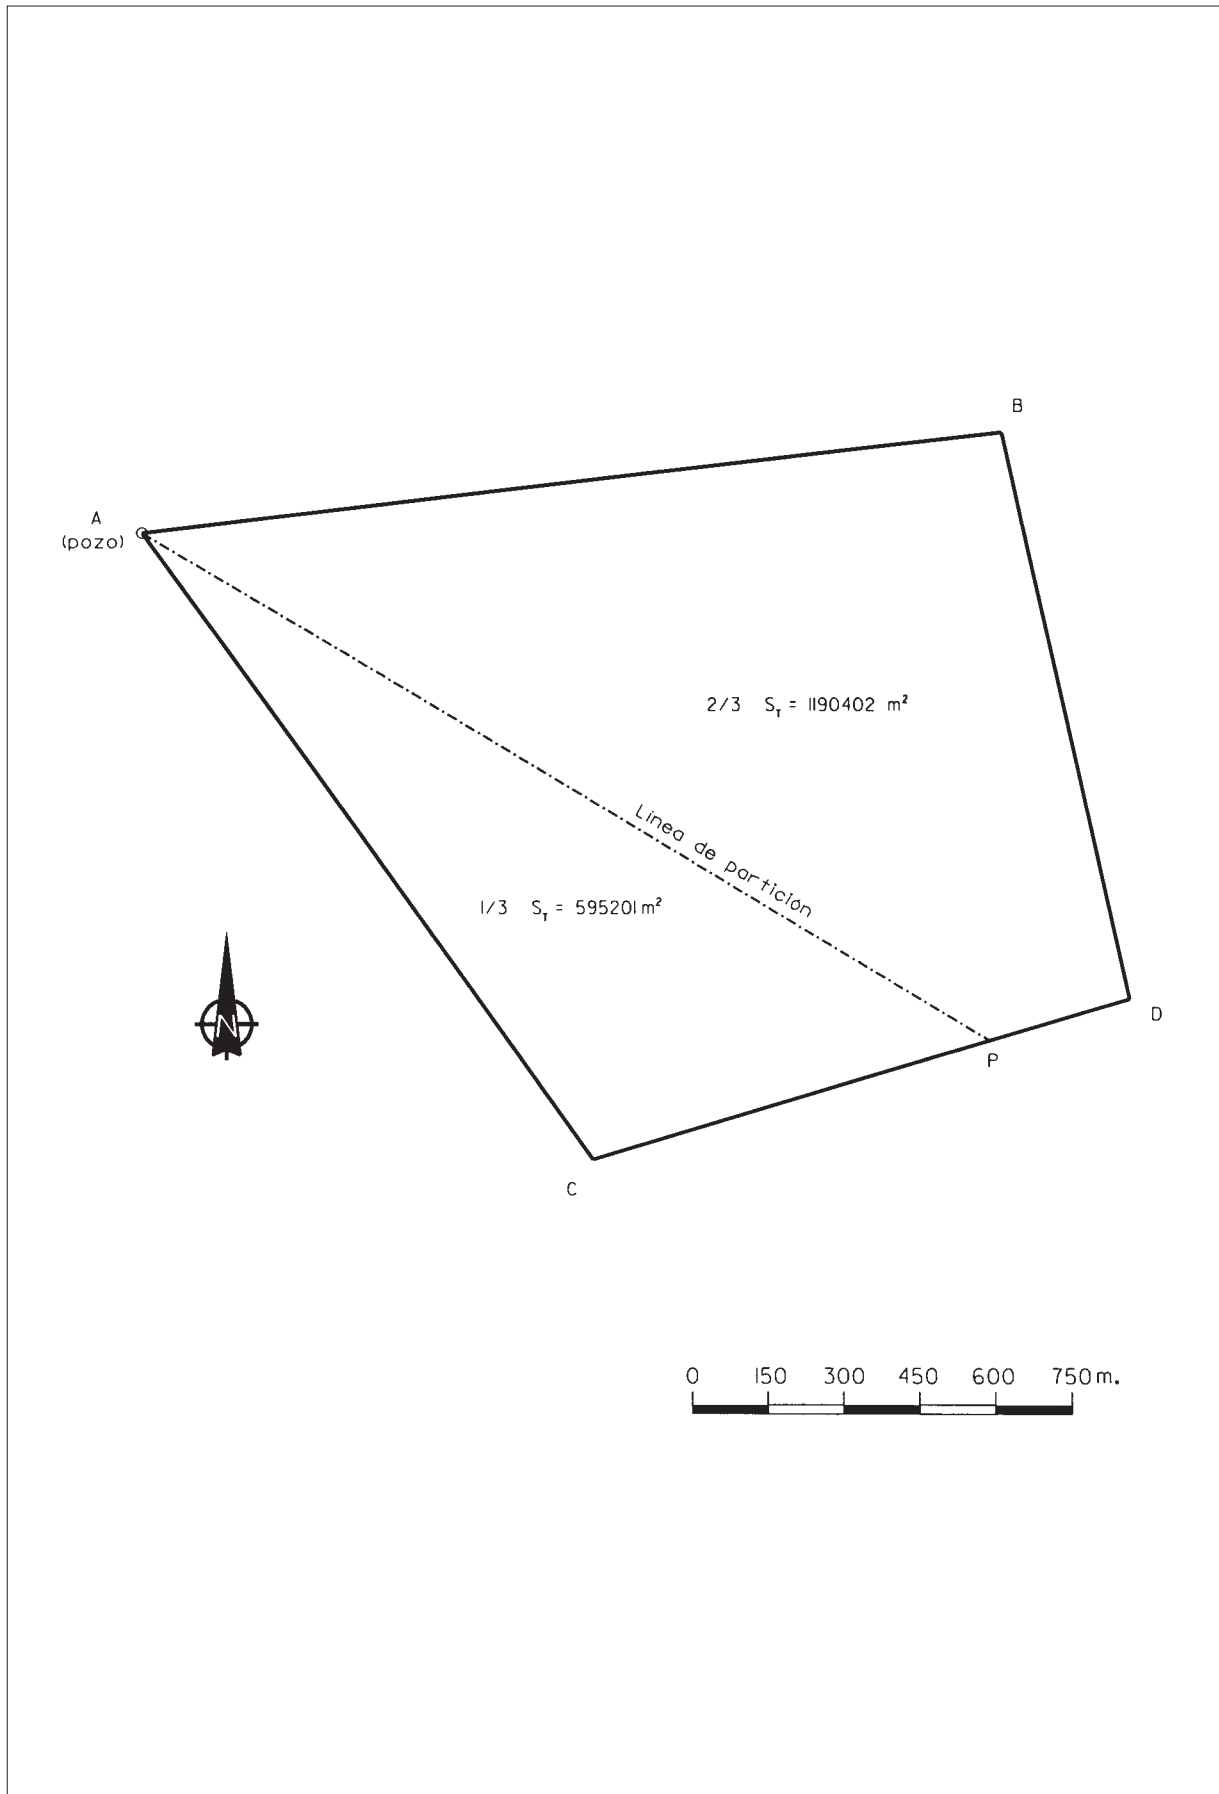 B
A
(pozo)
2/3 S_T = 1190402 m²
Línea de partición
1/3 S_T = 595201 m²
N
D
P
C
0 150 300 450 600 750 m.